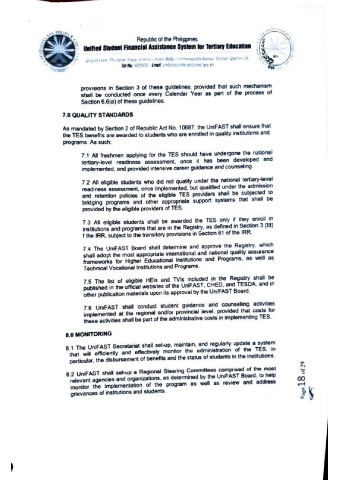 Republic of the Philippines
Unified Student Financial Assistance System for Tertiary Education
provisions in Section 3 of these guidelines; provided that such mechanism
shall be conducted once every Calendar Year as part of the process of
Section 6.6(a) of these guidelines.
7.0 QUALITY STANDARDS
As mandated by Section 2 of Republic Act No. 10687, the UniFAST shall ensure that
the TES benefits are awarded to students who are enrolled in quality institutions and
programs. As such:
7.1 All freshmen applying for the TES should have undergone the national
tertiary-level readiness assessment, once it has been developed and
implemented, and provided intensive career guidance and counseling.
7.2 All eligible students who did not qualify under the national tertiary-level
readiness assessment, once implemented, but qualified under the admission
and retention policies of the eligible TES providers shall be subjected to
bridging programs and other appropriate support systems that shall be
provided by the eligible providers of TES.
7.3 All eligible students shall be awarded the TES only if they enroll in
institutions and programs that are in the Registry, as defined in Section 3 (ttt)
f the IRR, subject to the transitory provisions in Section 61 of the IRR.
7.4 The UniFAST Board shall determine and approve the Registry, which
shall adopt the most appropriate international and national quality assurance
frameworks for Higher Educational Institutions and Programs, as well as
Technical Vocational Institutions and Programs.
7.5 The list of eligible HEIs and TVIs included in the Registry shall be
published in the official websites of the UniFAST, CHED, and TESDA, and in
other publication materials upon its approval by the UniFAST Board.
7.6 UniFAST shall conduct student guidance and counselling activities
implemented at the regional and/or provincial level, provided that costs for
these activities shall be part of the administrative costs in implementing TES.
8.0 MONITORING
8.1 The UniFAST Secretariat shall set-up, maintain, and regularly update a system
that will efficiently and effectively monitor the administration of the TES, in
particular, the disbursement of benefits and the status of students in the institutions.
8.2 UniFAST shall set-up a Regional Steering Committees comprised of the most
relevant agencies and organizations, as determined by the UniFAST Board, to help
monitor the implementation of the program as well as review and address
grievances of institutions and students
Page 18 of 29